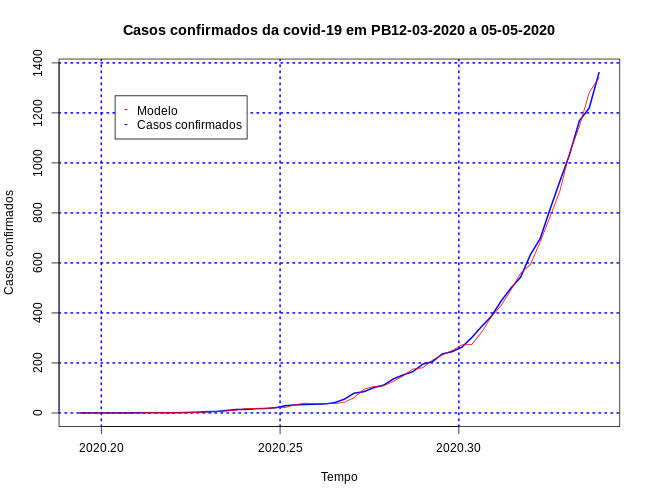 Casos confirmados da covid-19 em PB12-03-2020 a 05-05-2020
Casos confirmados
1400
1200
1000
800
600
400
200
0
Modelo
Casos confirmados
2020.20
2020.25
2020.30
Tempo